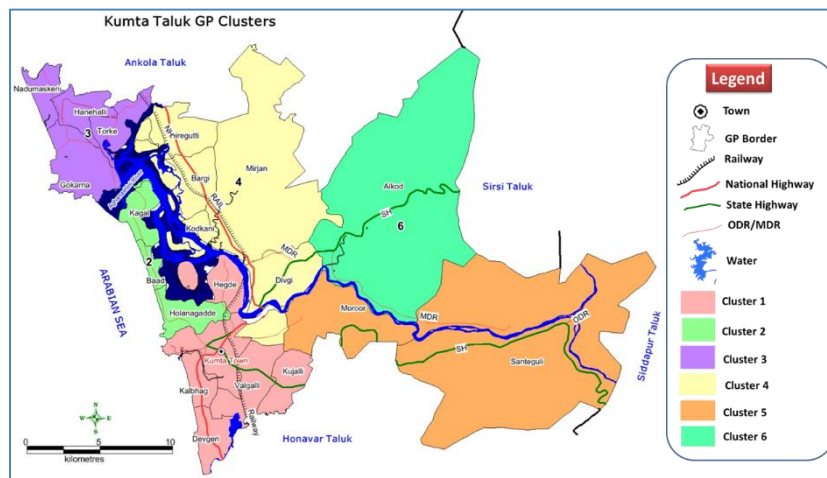 Kumta Taluk GP Clusters
Ankola Taluk
Nadumaskeri
Hanehalli
Torke
3
Gokarna
NH
Hiregutti
Bargi
Mirjan
4
RAIL
Kagal
Kodkani
2
Baad
Hegde
Holanagadde
MDR
Divgi
SH
Alkod
6
Sirsi Taluk
ARABIAN SEA
Moroor
MDR
ODR
SH
Santeguli
Siddapur Taluk
Kumta Town
Kujalli
Valgalli
Kalbhag
Railway
Devgeri
Honavar Taluk
N
W E
S
0 5 10
kilometres
Legend
Town
GP Border
Railway
National Highway
State Highway
ODR/MDR
Water
Cluster 1
Cluster 2
Cluster 3
Cluster 4
Cluster 5
Cluster 6